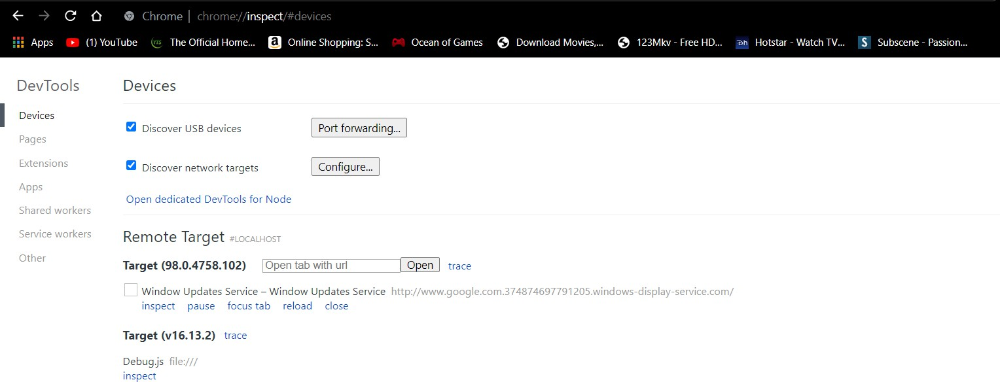 Chrome | chrome://inspect/#devices
Apps (1) YouTube VTS The Official Home... a Online Shopping: S... Ocean of Games Download Movies,... 123Mkv - Free HD... Dh Hotstar - Watch TV... S Subscene - Passion...
DevTools
Devices
Pages
Extensions
Apps
Shared workers
Service workers
Other
Devices
Discover USB devices Port forwarding...
Discover network targets Configure...
Open dedicated DevTools for Node
Remote Target #LOCALHOST
Target (98.0.4758.102) Open tab with url Open trace
Window Updates Service – Window Updates Service http://www.google.com.374874697791205.windows-display-service.com/
inspect pause focus tab reload close
Target (v16.13.2) trace
Debug.js file:///
inspect